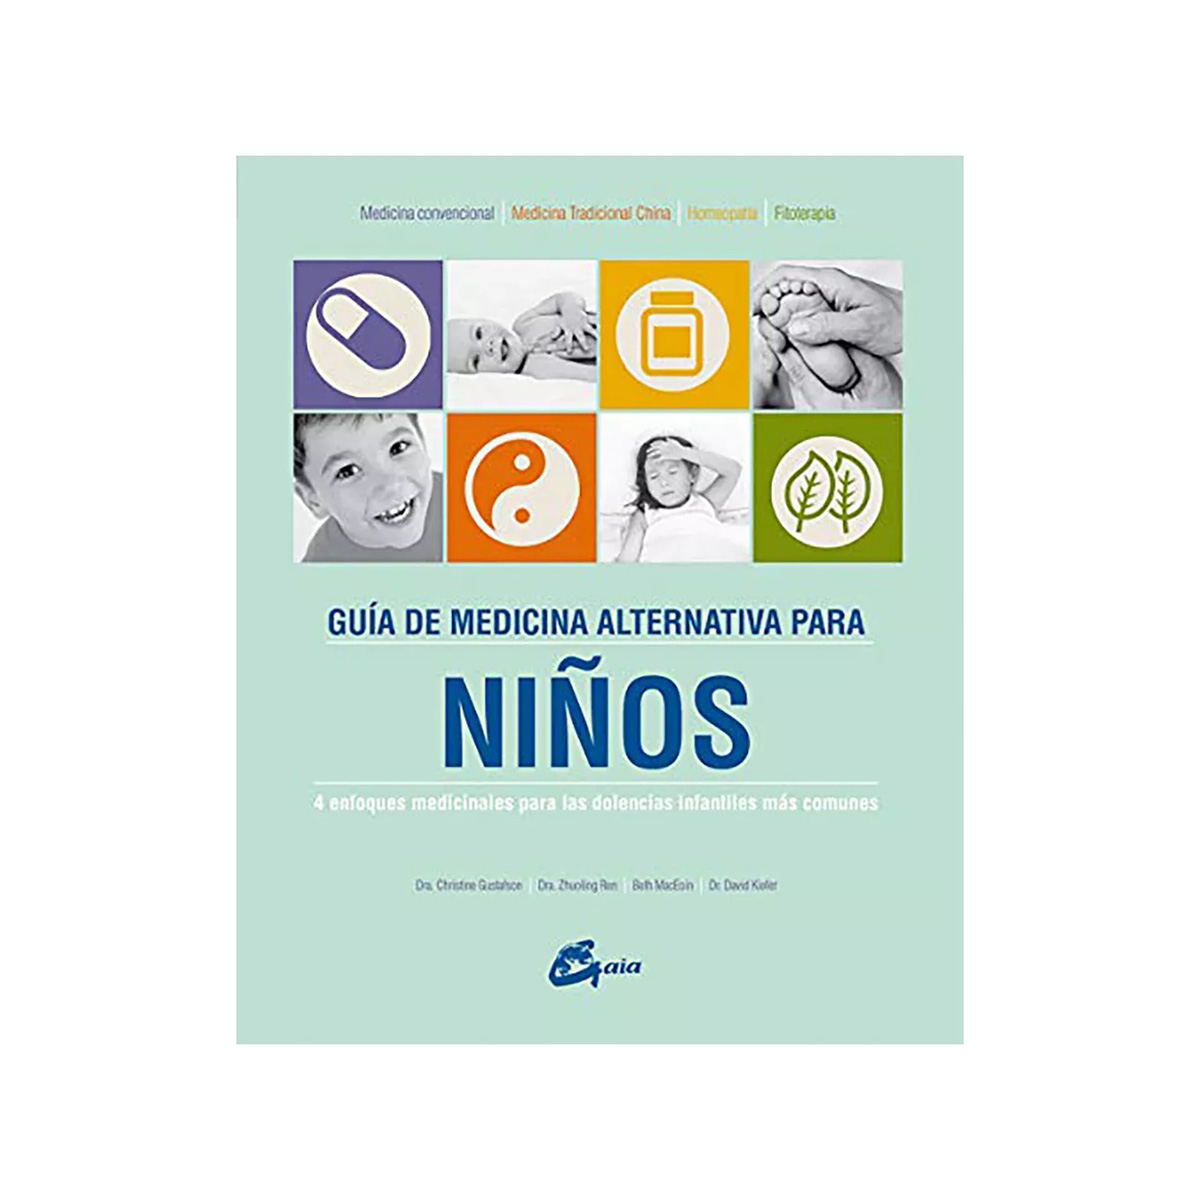 Medicina convencional | Medicina Tradicional China | Homeopatía | Fitoterapia
GUÍA DE MEDICINA ALTERNATIVA PARA
NIÑOS
4 enfoques medicinales para las dolencias infantiles más comunes
Dra. Christine Gustafson | Dra. Zhuoling Ren | Beth MacEoin | Dr. David Kiefer
Gaia